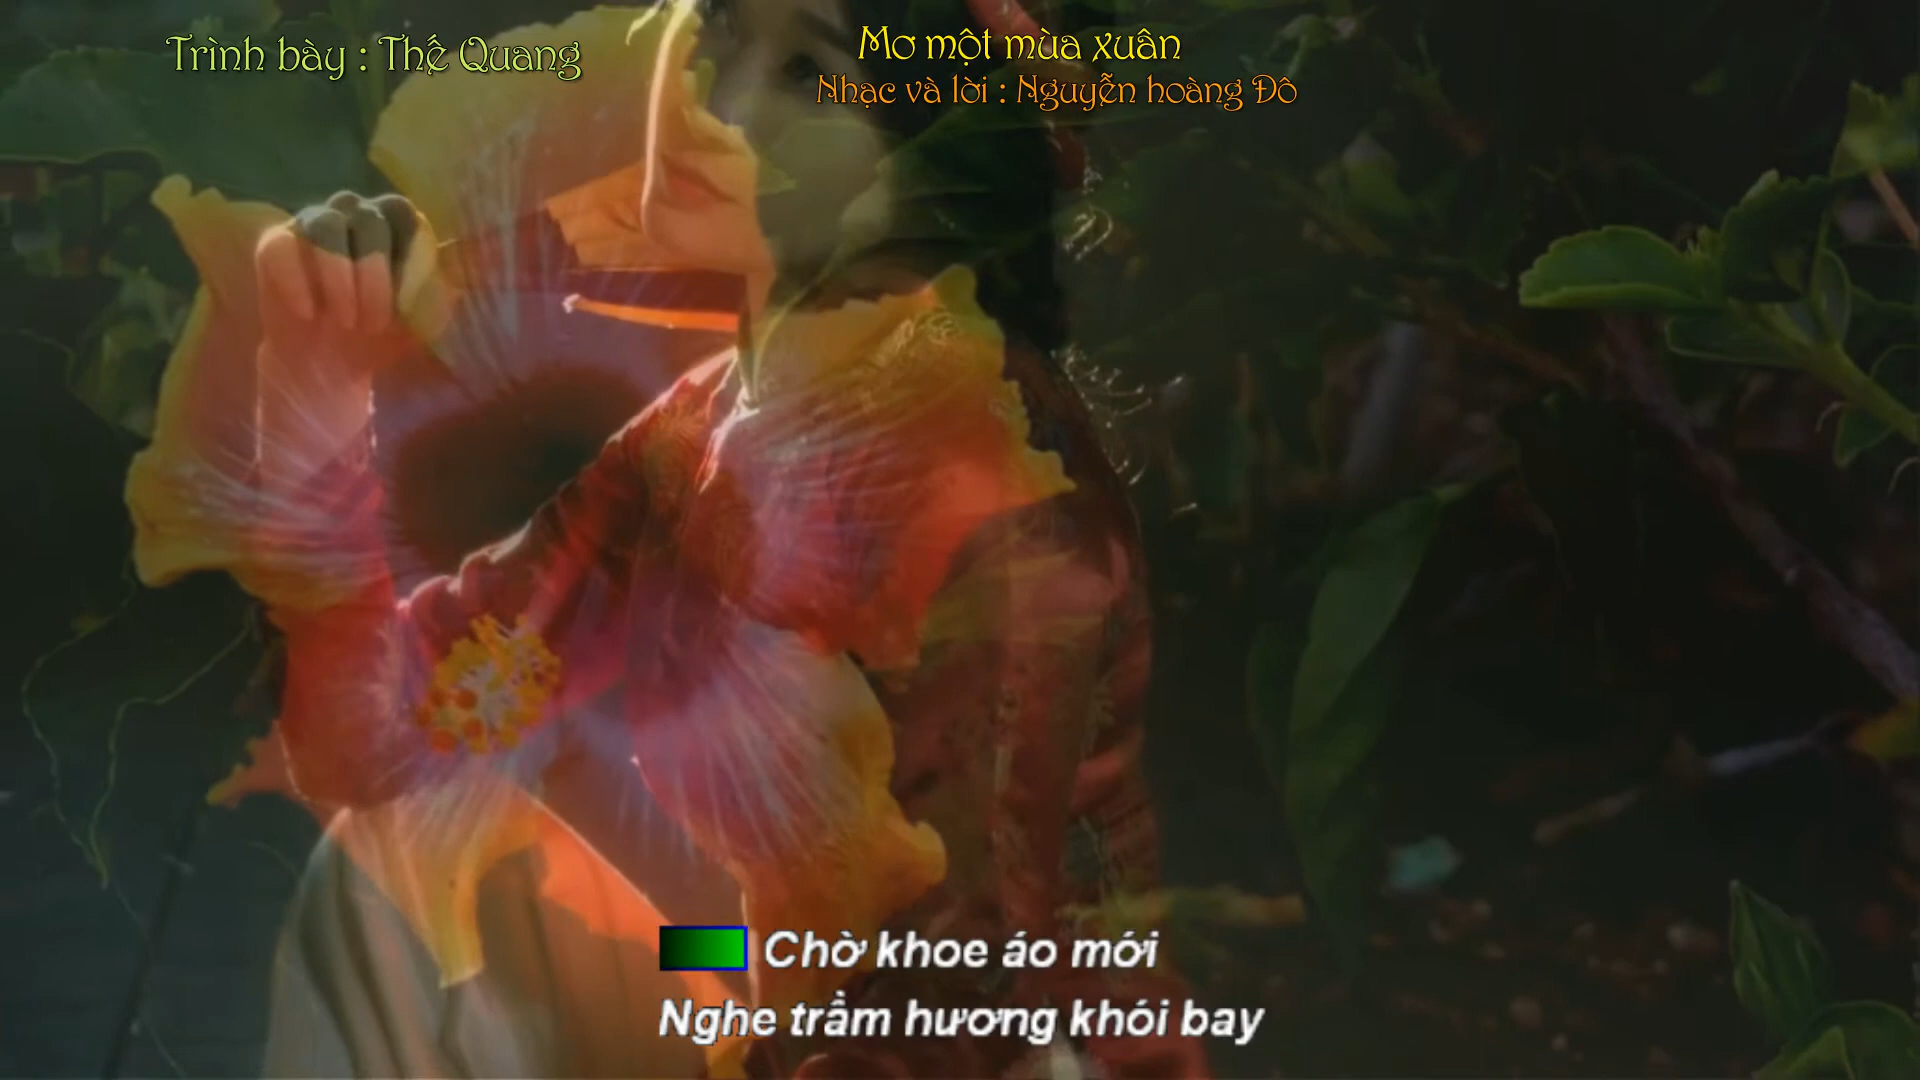 Trình bày : Thế Quang
Mơ một mùa xuân
Nhạc và lời : Nguyễn hoàng Đô
Chờ khoe áo mới
Nghe trầm hương khói bay